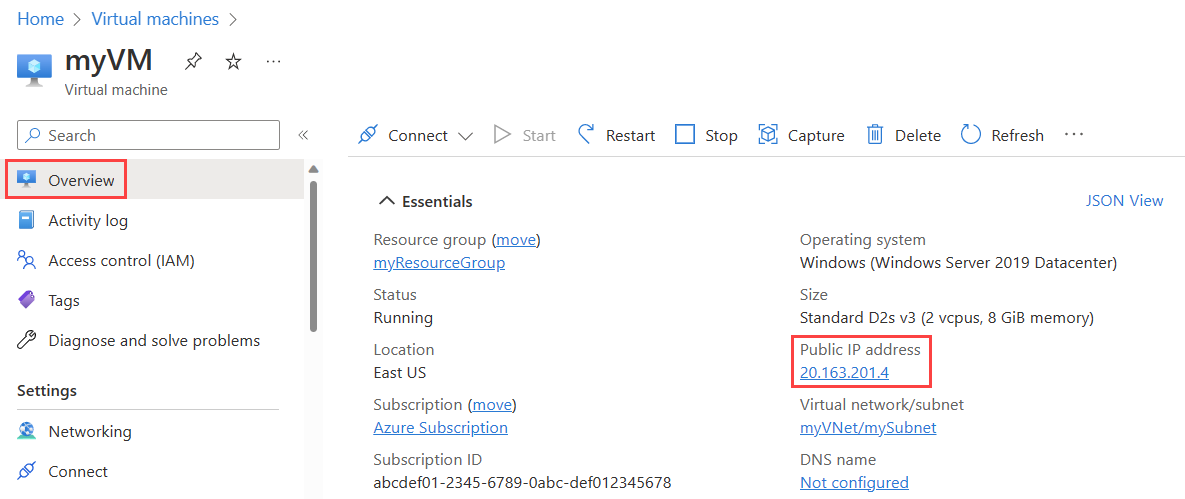 Home > Virtual machines >
myVM
Virtual machine
Search
«
Connect
Start
Restart
Stop
Capture
Delete
Refresh
Overview
Activity log
Access control (IAM)
Tags
Diagnose and solve problems
Settings
Networking
Connect
Essentials
JSON View
Resource group (move)
myResourceGroup
Status
Running
Location
East US
Subscription (move)
Azure Subscription
Subscription ID
abcdef01-2345-6789-0abc-def012345678
Operating system
Windows (Windows Server 2019 Datacenter)
Size
Standard D2s v3 (2 vcpus, 8 GiB memory)
Public IP address
20.163.201.4
Virtual network/subnet
myVNet/mySubnet
DNS name
Not configured